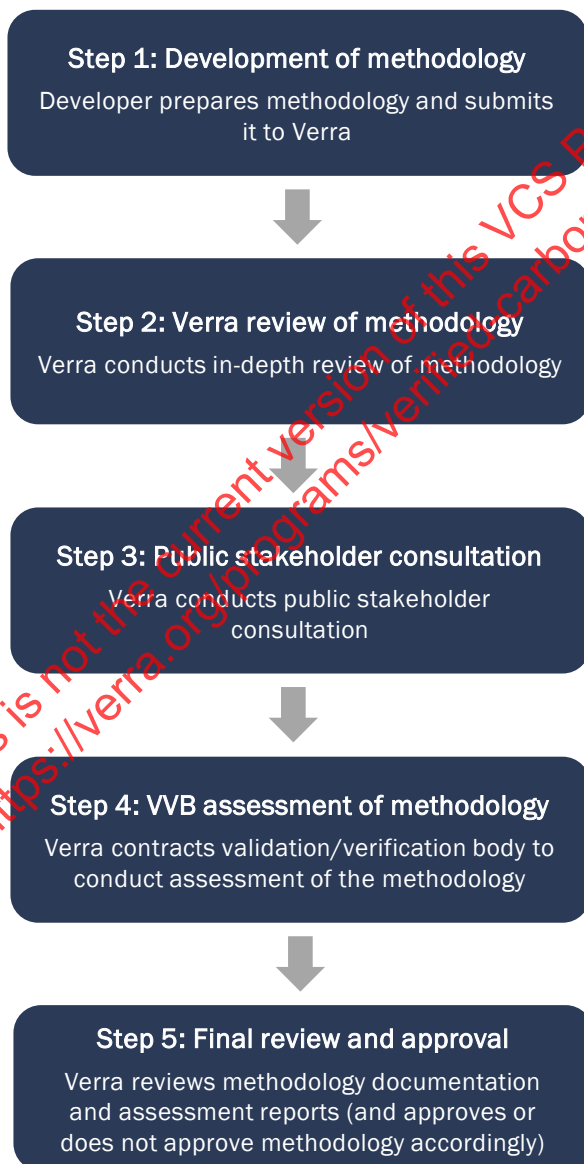 Step 1: Development of methodology
Developer prepares methodology and submits
it to Verra
Step 2: Verra review of methodology
Verra conducts in-depth review of methodology
Step 3: Public stakeholder consultation
Verra conducts public stakeholder
consultation
Step 4: VVB assessment of methodology
Verra contracts validation/verification body to
conduct assessment of the methodology
Step 5: Final review and approval
Verra reviews methodology documentation
and assessment reports (and approves or
does not approve methodology accordingly)
is not the current version of this VCS
https://verra.org/programs/verified-carbo